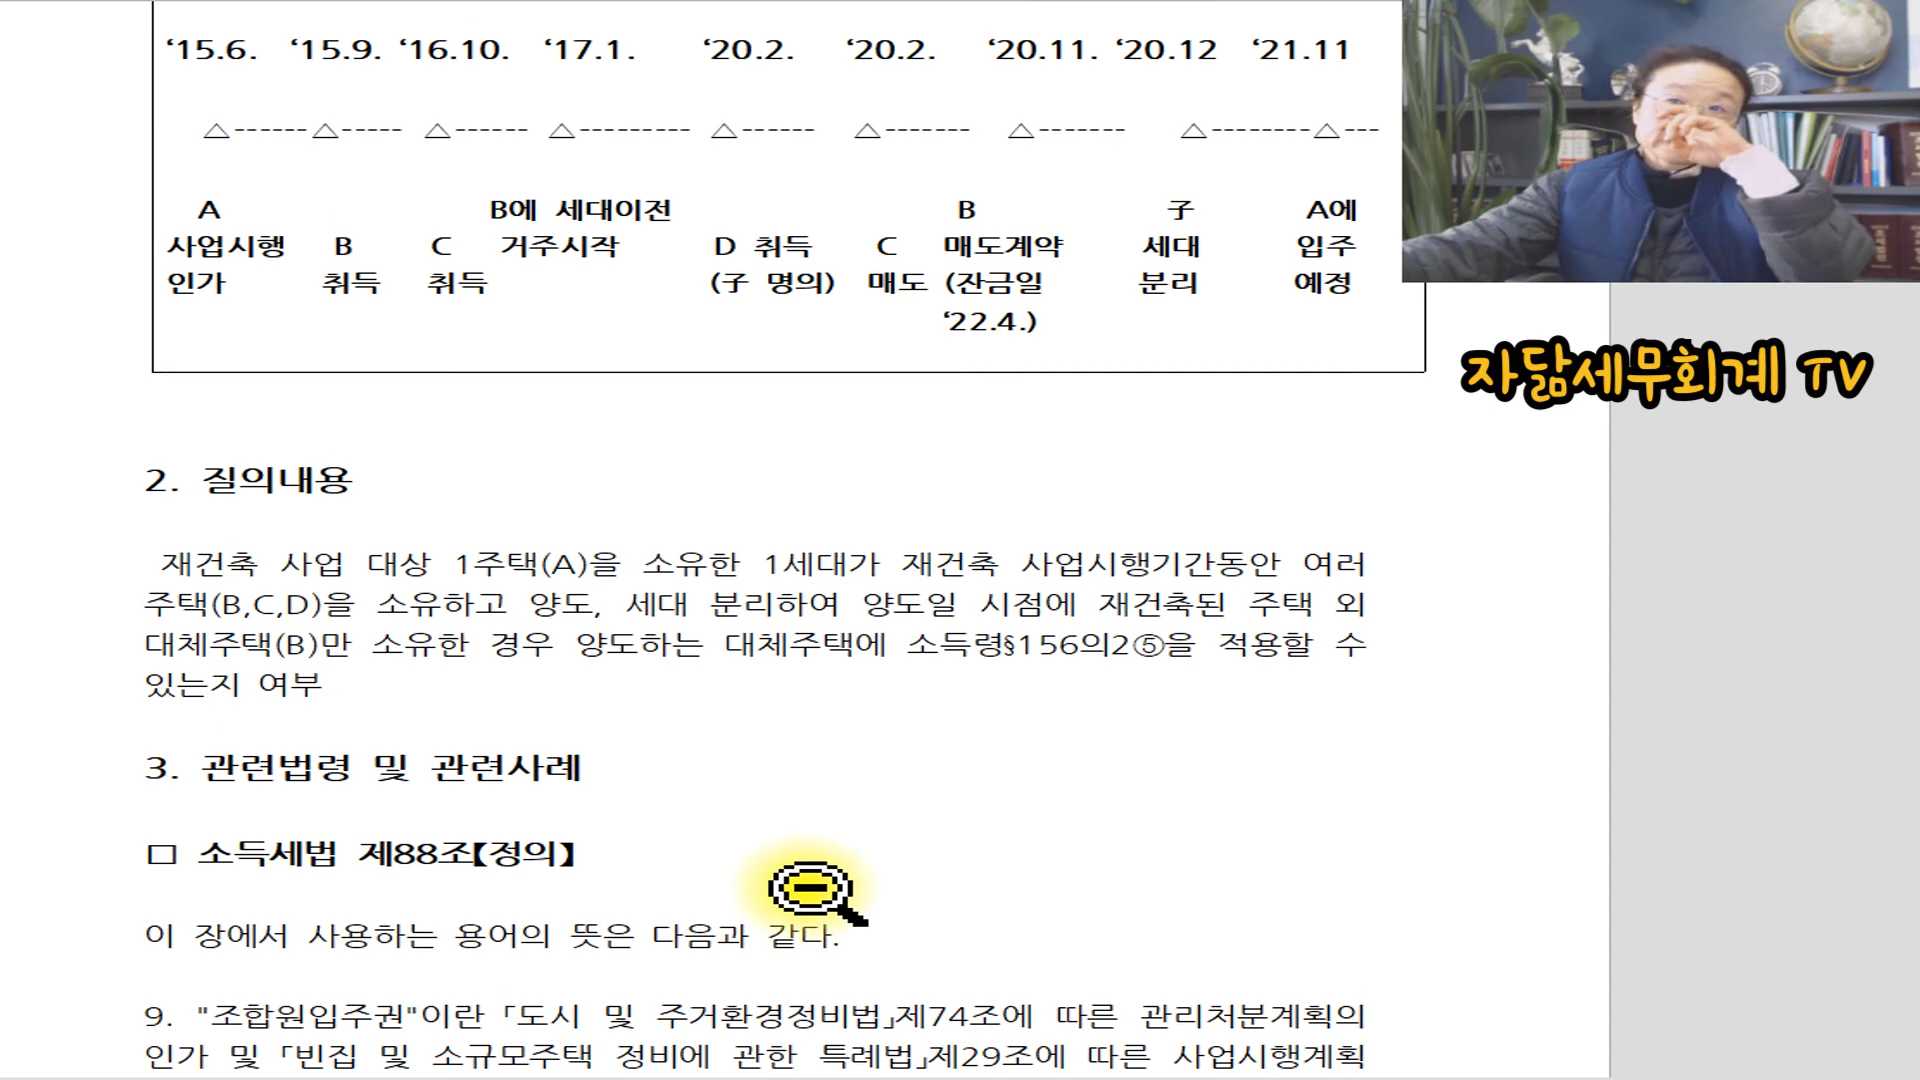 ‘15.6. ‘15.9. ‘16.10. ‘17.1. ‘20.2. ‘20.2. ‘20.11. ‘20.12 ‘21.11
△------△-----△------△---------△------△-------△-------△--------△---
A B에 세대이전 B 子 A에
사업시행 B C 거주시작 D 취득 C 매도계약 세대 입주
인가 취득 취득 (子 명의) 매도 (잔금일 분리 예정
‘22.4.)
자닮세무회계 TV
2. 질의내용
재건축 사업 대상 1주택(A)을 소유한 1세대가 재건축 사업시행기간동안 여러
주택(B,C,D)을 소유하고 양도, 세대 분리하여 양도일 시점에 재건축된 주택 외
대체주택(B)만 소유한 경우 양도하는 대체주택에 소득령§156의2⑤을 적용할 수
있는지 여부
3. 관련법령 및 관련사례
□ 소득세법 제88조【정의】
이 장에서 사용하는 용어의 뜻은 다음과 같다.
9. "조합원입주권"이란 「도시 및 주거환경정비법」제74조에 따른 관리처분계획의
인가 및 「빈집 및 소규모주택 정비에 관한 특례법」제29조에 따른 사업시행계획